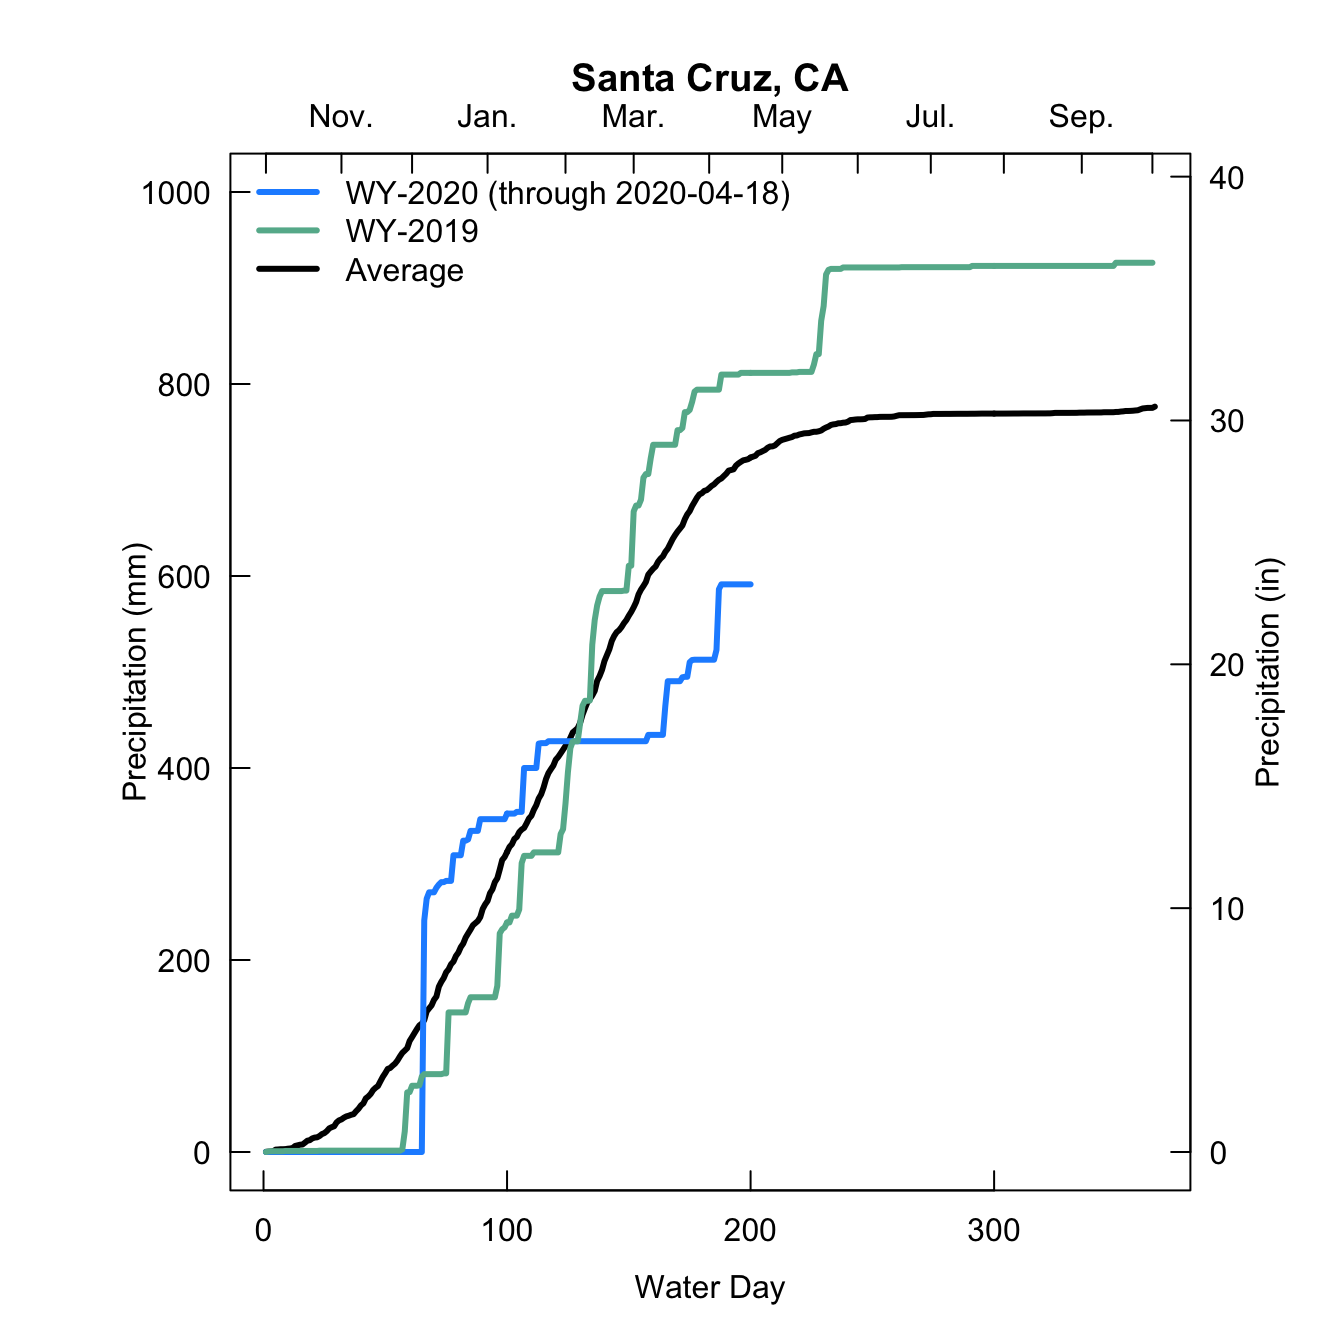 Santa Cruz, CA
Nov. Jan. Mar. May Jul. Sep.
WY-2020 (through 2020-04-18)
WY-2019
Average
1000
800
600
400
200
0
Precipitation (mm)
40
30
20
10
0
Precipitation (in)
0 100 200 300
Water Day